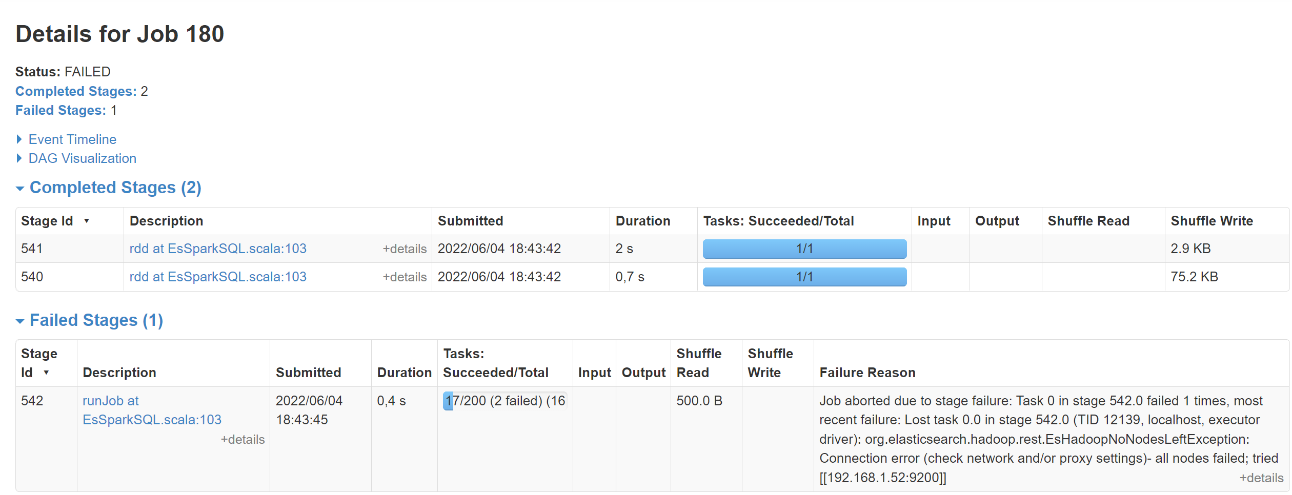 Details for Job 180
Status: FAILED
Completed Stages: 2
Failed Stages: 1
Event Timeline
DAG Visualization
Completed Stages (2)
Stage Id Description Submitted Duration Tasks: Succeeded/Total Input Output Shuffle Read Shuffle Write
541 rdd at EsSparkSQL.scala:103 +details 2022/06/04 18:43:42 2 s 1/1 2.9 KB
540 rdd at EsSparkSQL.scala:103 +details 2022/06/04 18:43:42 0,7 s 1/1 75.2 KB
Failed Stages (1)
Stage Id Description Submitted Duration Tasks: Succeeded/Total Input Output Shuffle Read Shuffle Write Failure Reason
542 runJob at EsSparkSQL.scala:103 +details 2022/06/04 18:43:45 0,4 s 17/200 (2 failed) (16 500.0 B
Job aborted due to stage failure: Task 0 in stage 542.0 failed 1 times, most
recent failure: Lost task 0.0 in stage 542.0 (TID 12139, localhost, executor
driver): org.elasticsearch.hadoop.rest.EsHadoopNoNodesLeftException:
Connection error (check network and/or proxy settings)- all nodes failed; tried
[[192.168.1.52:9200]] +details